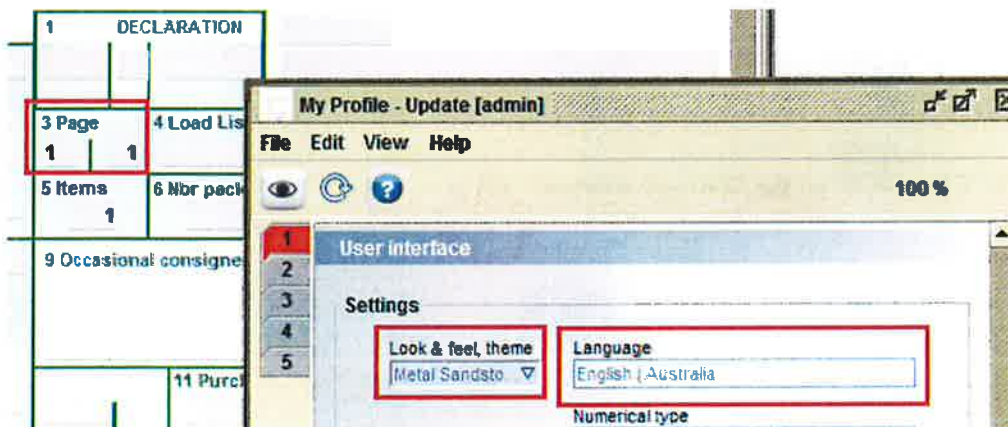 1 DECLARATION
3 Page
1 1
4 Load Lis
5 Items
1
6 Nbr pack
9 Occasional consigne
11 Purch
My Profile - Update [admin]
File Edit View Help
100 %
1
2
3
4
5
User interface
Settings
Look & feel, theme
Metal Sandsto
Language
English | Australia
Numerical type